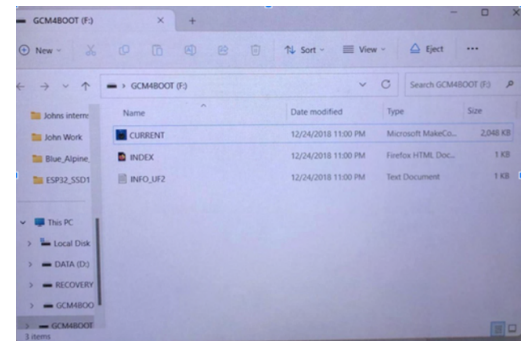 GCM4BOOT (F:)
New
Sort
View
Eject
GCM4BOOT (F:)
Search GCM4BOOT (F:)
Name
Date modified
Type
Size
CURRENT
12/24/2018 11:00 PM
Microsoft MakeCo...
2,048 KB
INDEX
12/24/2018 11:00 PM
Firefox HTML Doc...
1 KB
INFO_UF2
12/24/2018 11:00 PM
Text Document
1 KB
Johns interne
John Work
Blue_Alpine_
ESP32_SSD1
This PC
Local Disk
DATA (D:)
RECOVERY
GCM4BOO
GCM4BOOT
3 items